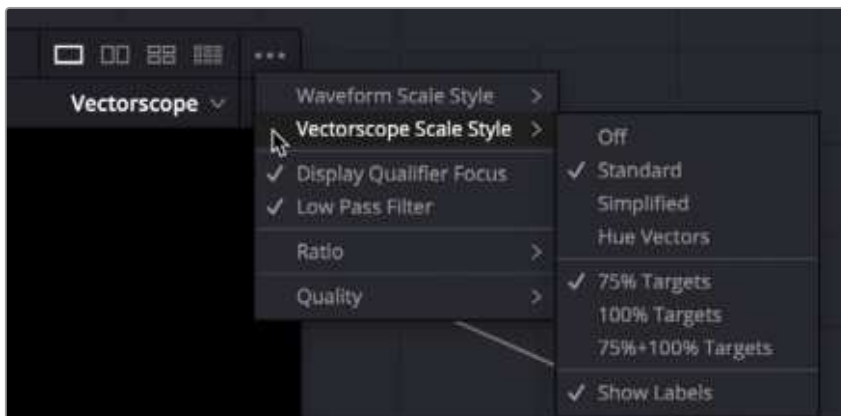 Vectorscope
Waveform Scale Style
Vectorscope Scale Style
Display Qualifier Focus
Low Pass Filter
Ratio
Quality
Off
Standard
Simplified
Hue Vectors
75% Targets
100% Targets
75%+100% Targets
Show Labels